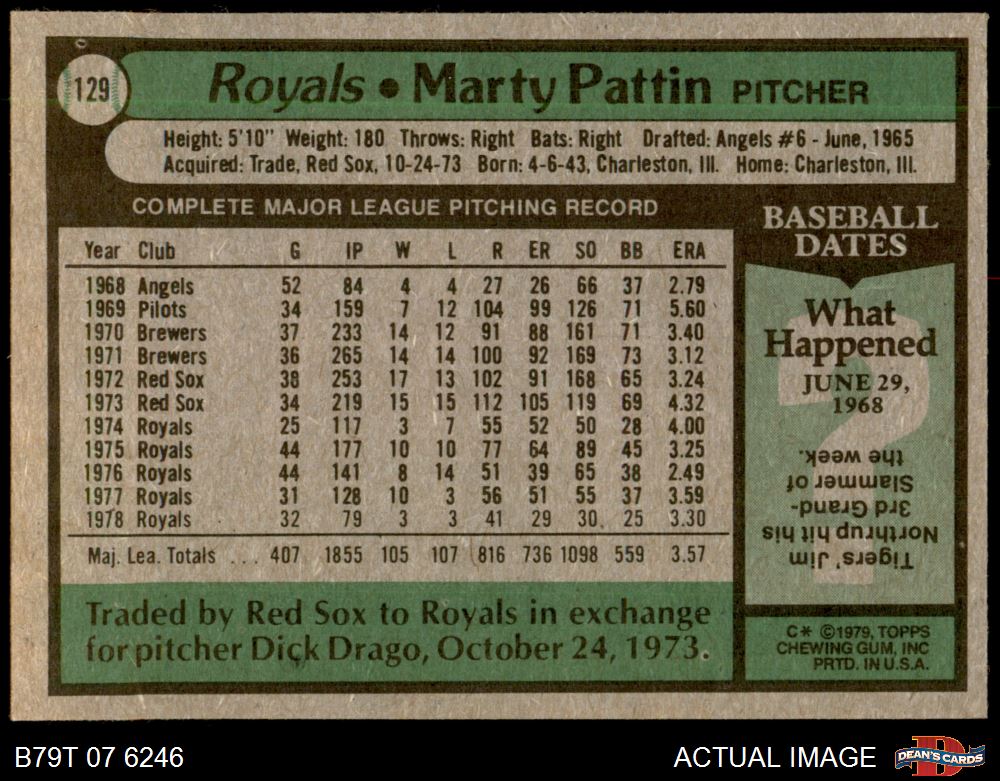 129
Royals • Marty Pattin PITCHER
Height: 5'10" Weight: 180 Throws: Right Bats: Right Drafted: Angels #6 - June, 1965
Acquired: Trade, Red Sox, 10-24-73 Born: 4-6-43, Charleston, Ill. Home: Charleston, Ill.
COMPLETE MAJOR LEAGUE PITCHING RECORD
Year Club G IP W L R ER SO BB ERA
1968 Angels 52 84 4 4 27 26 66 37 2.79
1969 Pilots 34 159 7 12 104 99 126 71 5.60
1970 Brewers 37 233 14 12 91 88 161 71 3.40
1971 Brewers 36 265 14 14 100 92 169 73 3.12
1972 Red Sox 38 253 17 13 102 91 168 65 3.24
1973 Red Sox 34 219 15 15 112 105 119 69 4.32
1974 Royals 25 117 3 7 55 52 50 28 4.00
1975 Royals 44 177 10 10 77 64 89 45 3.25
1976 Royals 44 141 8 14 51 39 65 38 2.49
1977 Royals 31 128 10 3 56 51 55 37 3.59
1978 Royals 32 79 3 3 41 29 30 25 3.30
Maj. Lea. Totals ... 407 1855 105 107 816 736 1098 559 3.57
Traded by Red Sox to Royals in exchange
for pitcher Dick Drago, October 24, 1973.
BASEBALL
DATES
What
Happened
JUNE 29,
1968
Tigers' Jim
Northrup hit his
3rd Grand-
Slammer of
the week.
C* ©1979, TOPPS
CHEWING GUM, INC
PRTD. IN U.S.A.
B79T 07 6246
ACTUAL IMAGE
D
DEAN'S CARDS